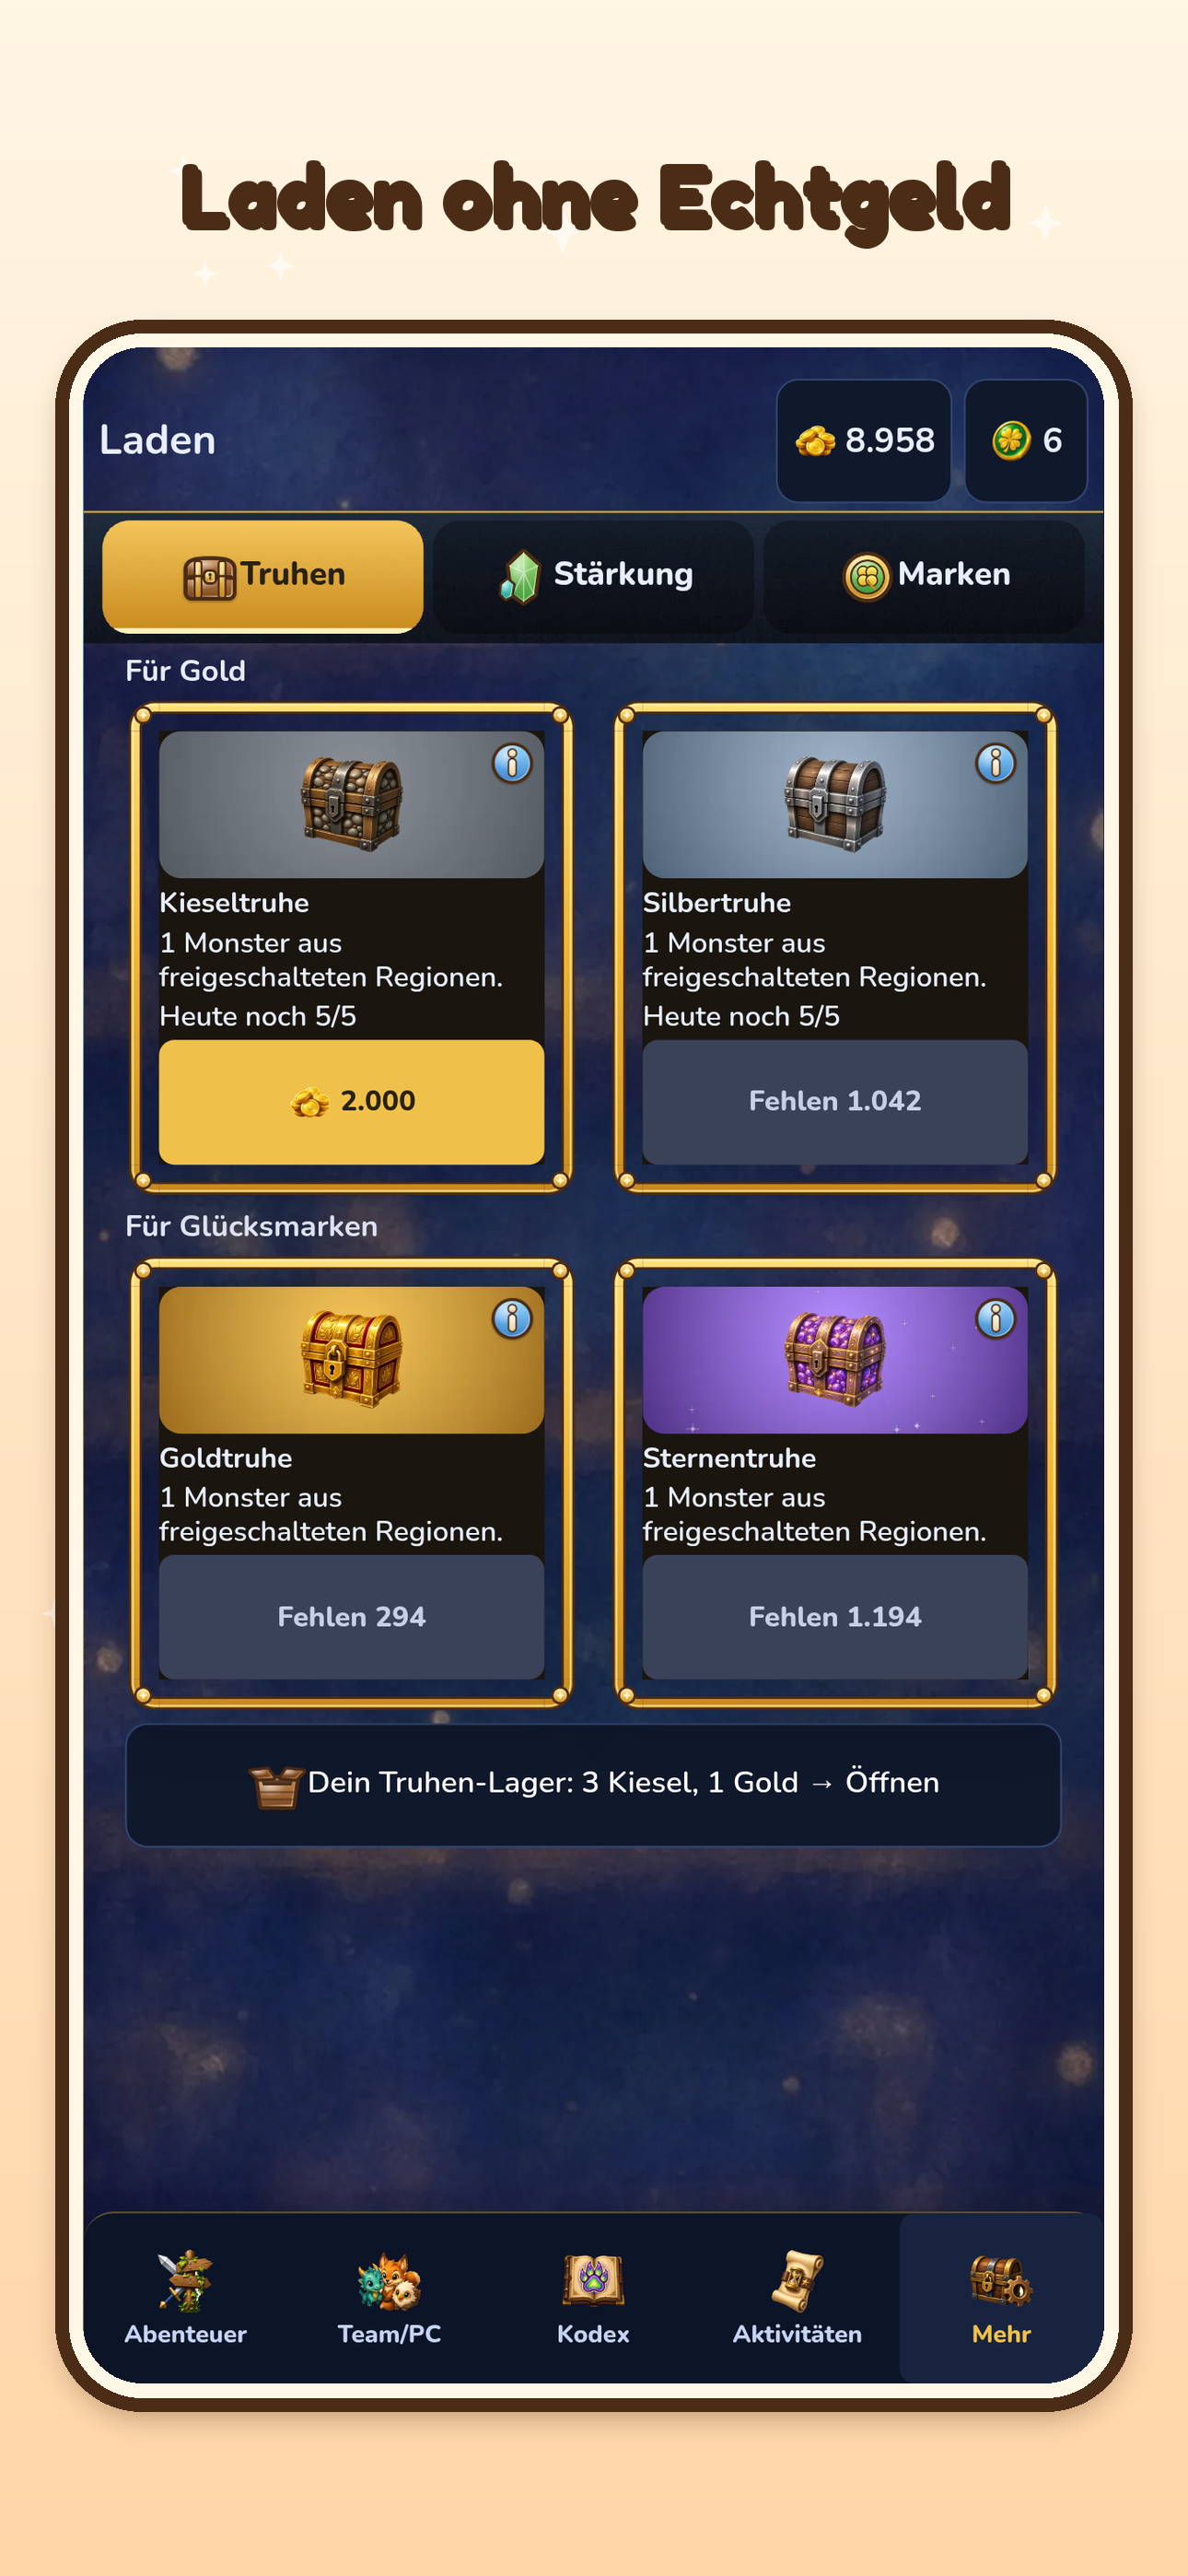 Laden ohne Echtgeld
Laden
8.958
6
Truhen
Stärkung
Marken
Für Gold
Kieseltruhe
1 Monster aus
freigeschalteten Regionen.
Heute noch 5/5
2.000
Silbertruhe
1 Monster aus
freigeschalteten Regionen.
Heute noch 5/5
Fehlen 1.042
Für Glücksmarken
Goldtruhe
1 Monster aus
freigeschalteten Regionen.
Fehlen 294
Sternentruhe
1 Monster aus
freigeschalteten Regionen.
Fehlen 1.194
Dein Truhen-Lager: 3 Kiesel, 1 Gold → Öffnen
Abenteuer
Team/PC
Kodex
Aktivitäten
Mehr